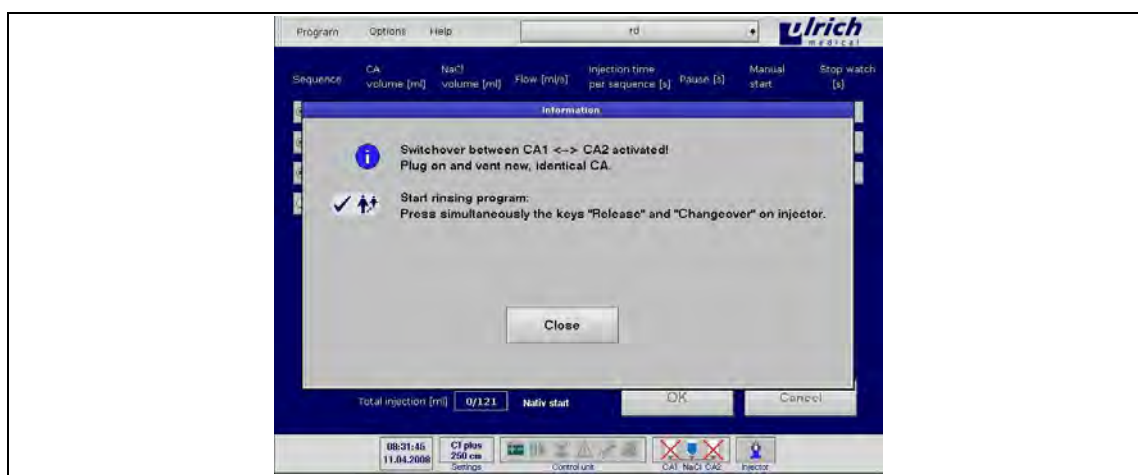 Program Options Help rd ulrich
medical
Sequence CA volume [ml] NaCl volume [ml] Flow [ml/s] Injection time per sequence [s] Pause [s] Manual start Stop watch [s]
Information
Switchover between CA1 <--> CA2 activated!
Plug on and vent new, identical CA.
Start rinsing program:
Press simultaneously the keys "Release" and "Changeover" on injector.
Close
Total injection [ml] 0/121 Nativ start OK Cancel
08:31:45
11.04.2008
CT plus
250 cm
Settings Control unit CA1 NaCl CA2 Injector